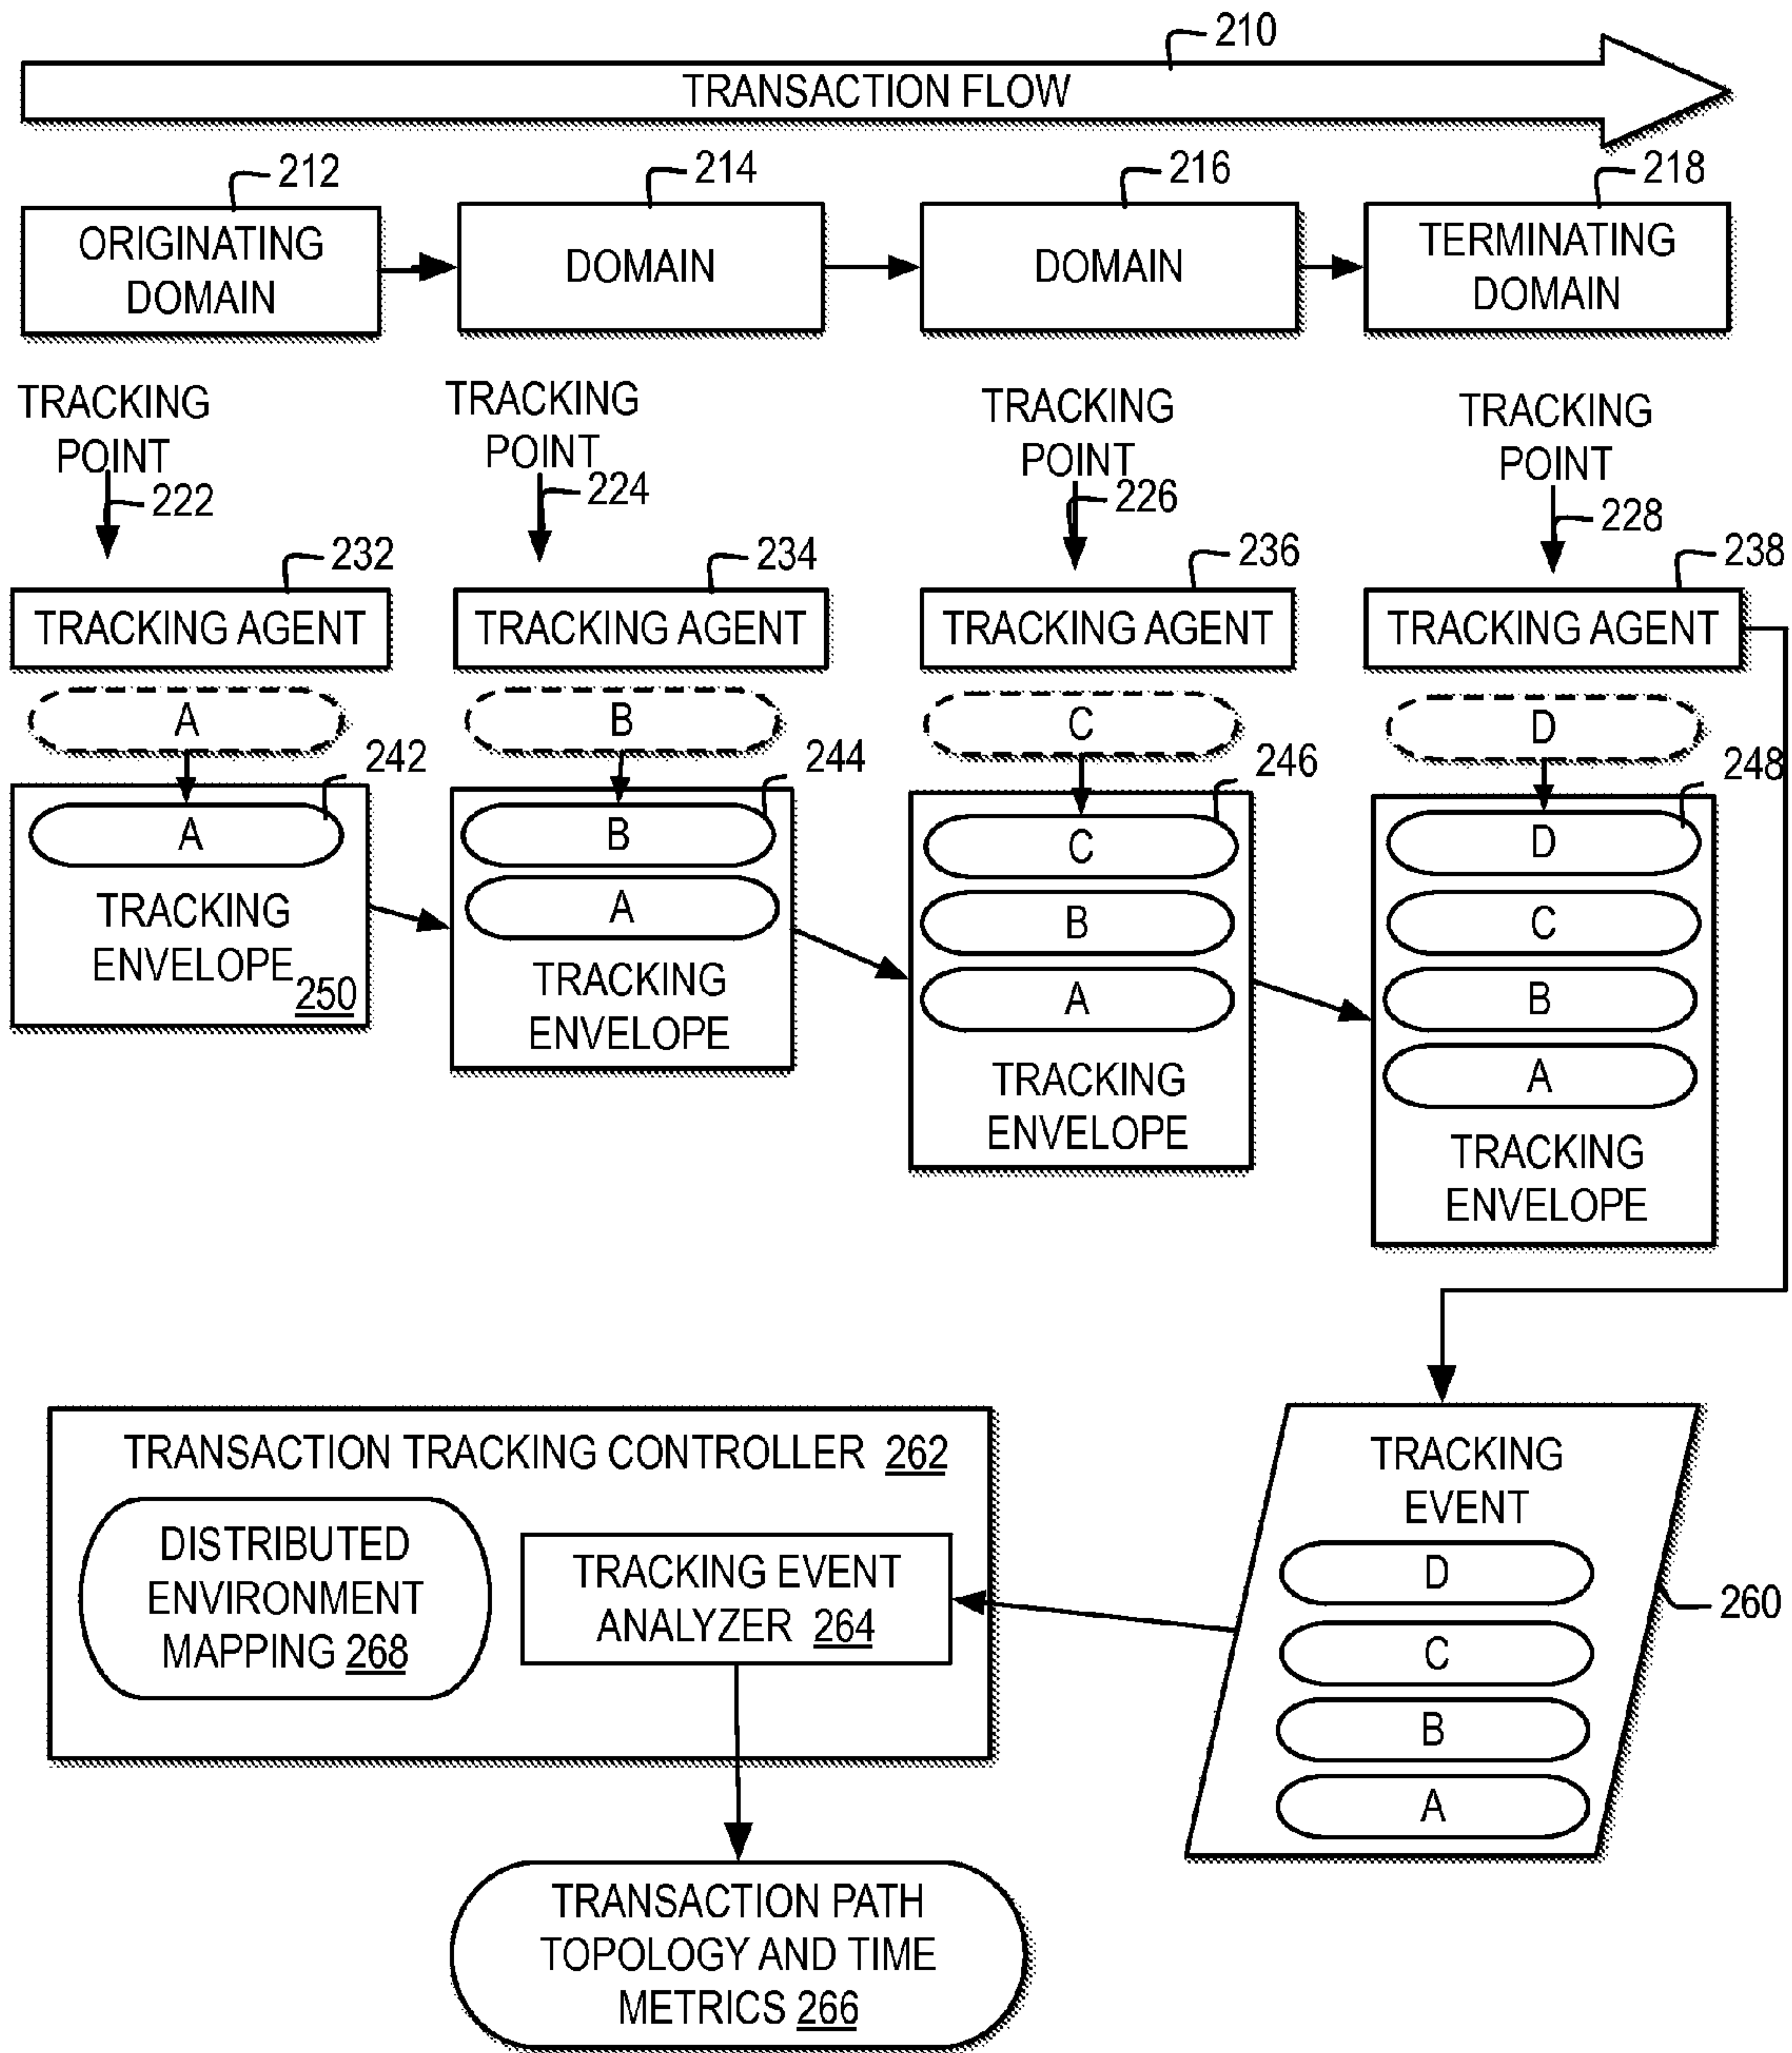 210
TRANSACTION FLOW
212
214
216
218
ORIGINATING
DOMAIN
DOMAIN
DOMAIN
TERMINATING
DOMAIN
TRACKING
POINT
222
TRACKING
POINT
224
TRACKING
POINT
226
TRACKING
POINT
228
232
234
236
238
TRACKING AGENT
TRACKING AGENT
TRACKING AGENT
TRACKING AGENT
A
B
C
D
242
244
246
248
A
TRACKING
ENVELOPE
250
B
A
TRACKING
ENVELOPE
C
B
A
TRACKING
ENVELOPE
D
C
B
A
TRACKING
ENVELOPE
TRANSACTION TRACKING CONTROLLER 262
DISTRIBUTED
ENVIRONMENT
MAPPING 268
TRACKING EVENT
ANALYZER 264
TRACKING
EVENT
D
C
B
A
260
TRANSACTION PATH
TOPOLOGY AND TIME
METRICS 266